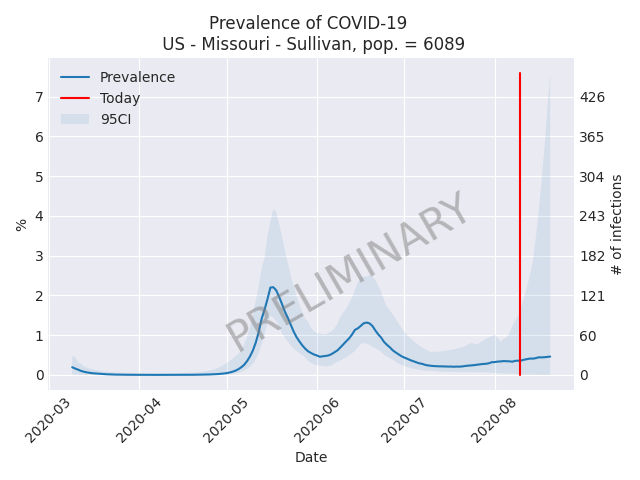 Prevalence of COVID-19
US - Missouri - Sullivan, pop. = 6089
Prevalence
Today
95CI
7
6
5
4
3
2
1
0
%
426
365
304
243
182
121
60
0
# of infections
PRELIMINARY
2020-03
2020-04
2020-05
2020-06
2020-07
2020-08
Date